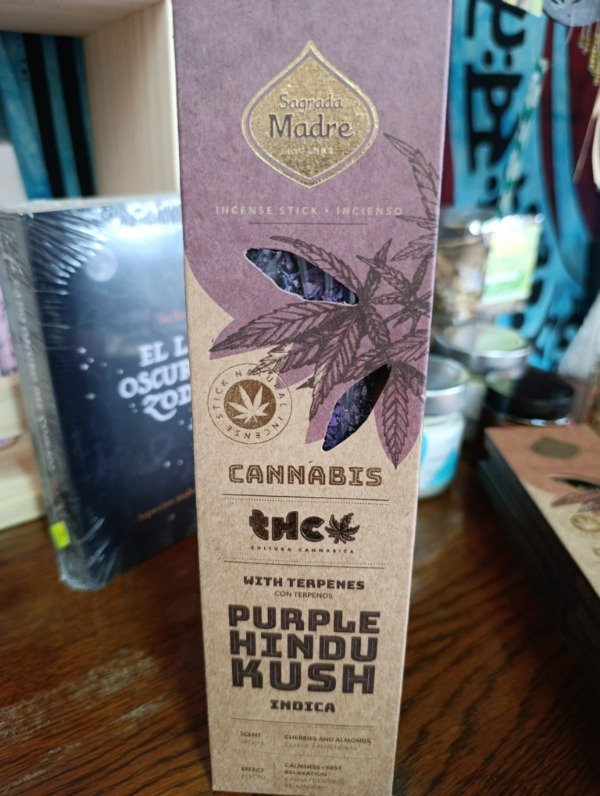 Sagrada
Madre
INCENSE STICK • INCIENSO
NATURAL INCENSE STICK
CANNABIS
THC
CULTURA CANNABICA
WITH TERPENES
CON TERPENOS
PURPLE
HINDU
KUSH
INDICA
SCENT
CHERRIES AND ALMONDS
EFFECT
EFECTO
CALMNESS • REST
RELAXATION
EL
OSCUR
ZOD